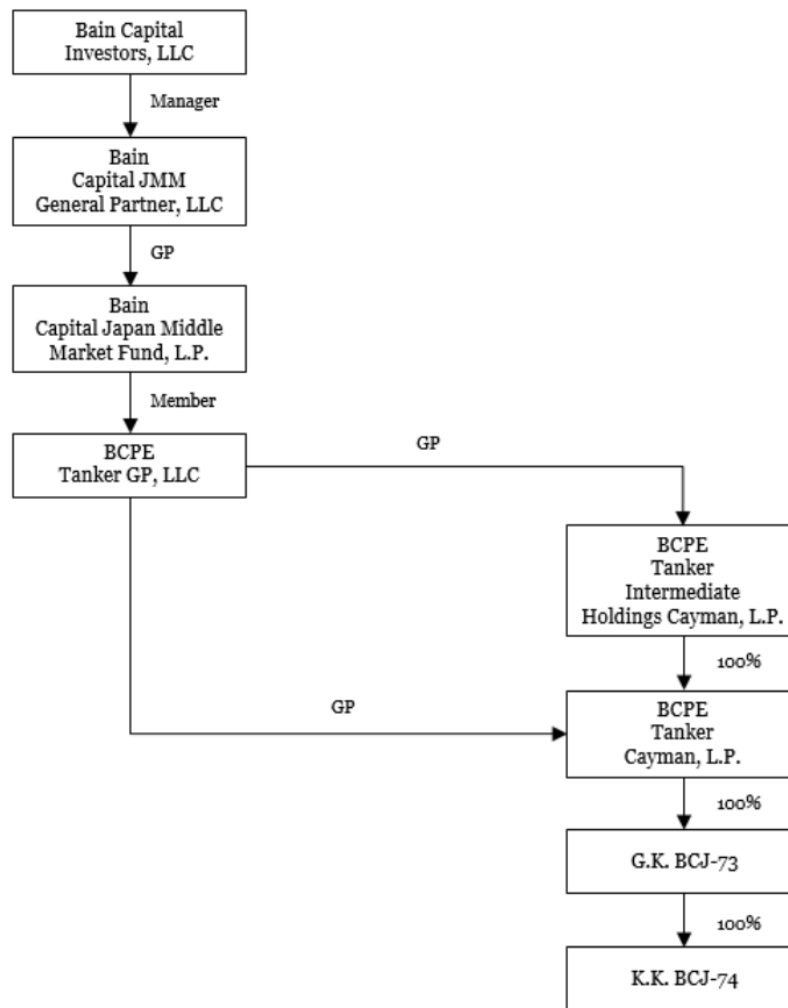 Bain Capital
Investors, LLC
Manager
Bain
Capital JMM
General Partner, LLC
GP
Bain
Capital Japan Middle
Market Fund, L.P.
Member
BCPE
Tanker GP, LLC
GP
BCPE
Tanker
Intermediate
Holdings Cayman, L.P.
100%
GP
BCPE
Tanker
Cayman, L.P.
100%
G.K. BCJ-73
100%
K.K. BCJ-74